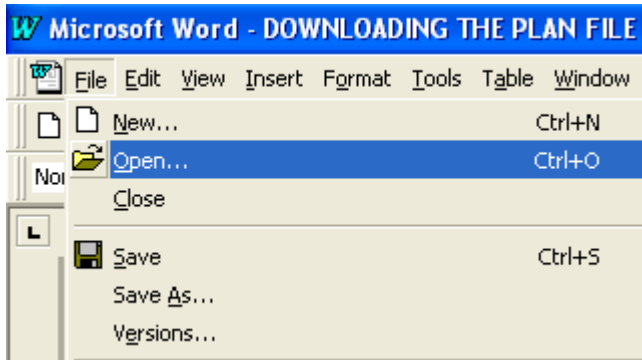 Microsoft Word - DOWNLOADING THE PLAN FILE
File Edit View Insert Format Tools Table Window
New... Ctrl+N
Open... Ctrl+O
Close
Save Ctrl+S
Save As...
Versions...